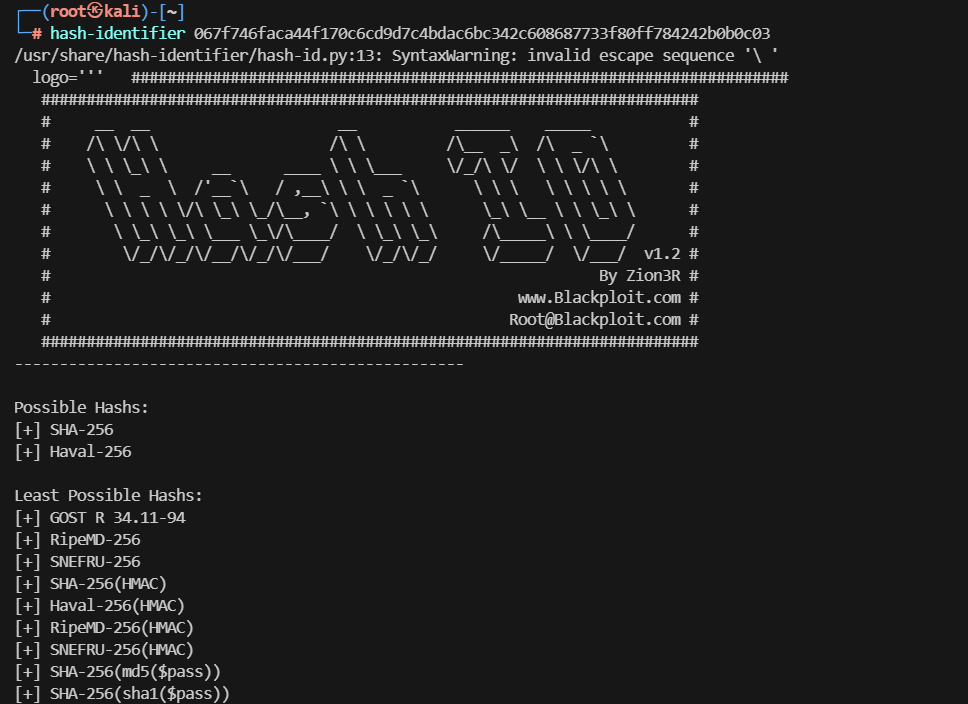 ┌──(root㉿kali)-[~]
└─# hash-identifier 067f746faca44f170c6cd9d7c4bdac6bc342c608687733f80ff784242b0b0c03
/usr/share/hash-identifier/hash-id.py:13: SyntaxWarning: invalid escape sequence '\ '
  logo='''   #########################################################################
   #########################################################################
   #     __  __                     __           ______    _____           #
   #    /\ \/\ \                   /\ \         /\__  _\  /\  _ `\         #
   #    \ \ \_\ \     __      ____ \ \ \___     \/_/\ \/  \ \ \/\ \        #
   #     \ \  _  \  /'__`\   / ,__\ \ \  _ `\      \ \ \   \ \ \ \ \       #
   #      \ \ \ \ \/\ \_\ \_/\__, `\ \ \ \ \ \      \_\ \__ \ \ \_\ \      #
   #       \ \_\ \_\ \___ \_\/\____/  \ \_\ \_\     /\_____\ \ \____/      #
   #        \/_/\/_/\/__/\/_/\/___/    \/_/\/_/     \/_____/  \/___/  v1.2 #
   #                                                             By Zion3R #
   #                                                    www.Blackploit.com #
   #                                                   Root@Blackploit.com #
   #########################################################################
--------------------------------------------------
Possible Hashs:
[+] SHA-256
[+] Haval-256
Least Possible Hashs:
[+] GOST R 34.11-94
[+] RipeMD-256
[+] SNEFRU-256
[+] SHA-256(HMAC)
[+] Haval-256(HMAC)
[+] RipeMD-256(HMAC)
[+] SNEFRU-256(HMAC)
[+] SHA-256(md5($pass))
[+] SHA-256(sha1($pass))